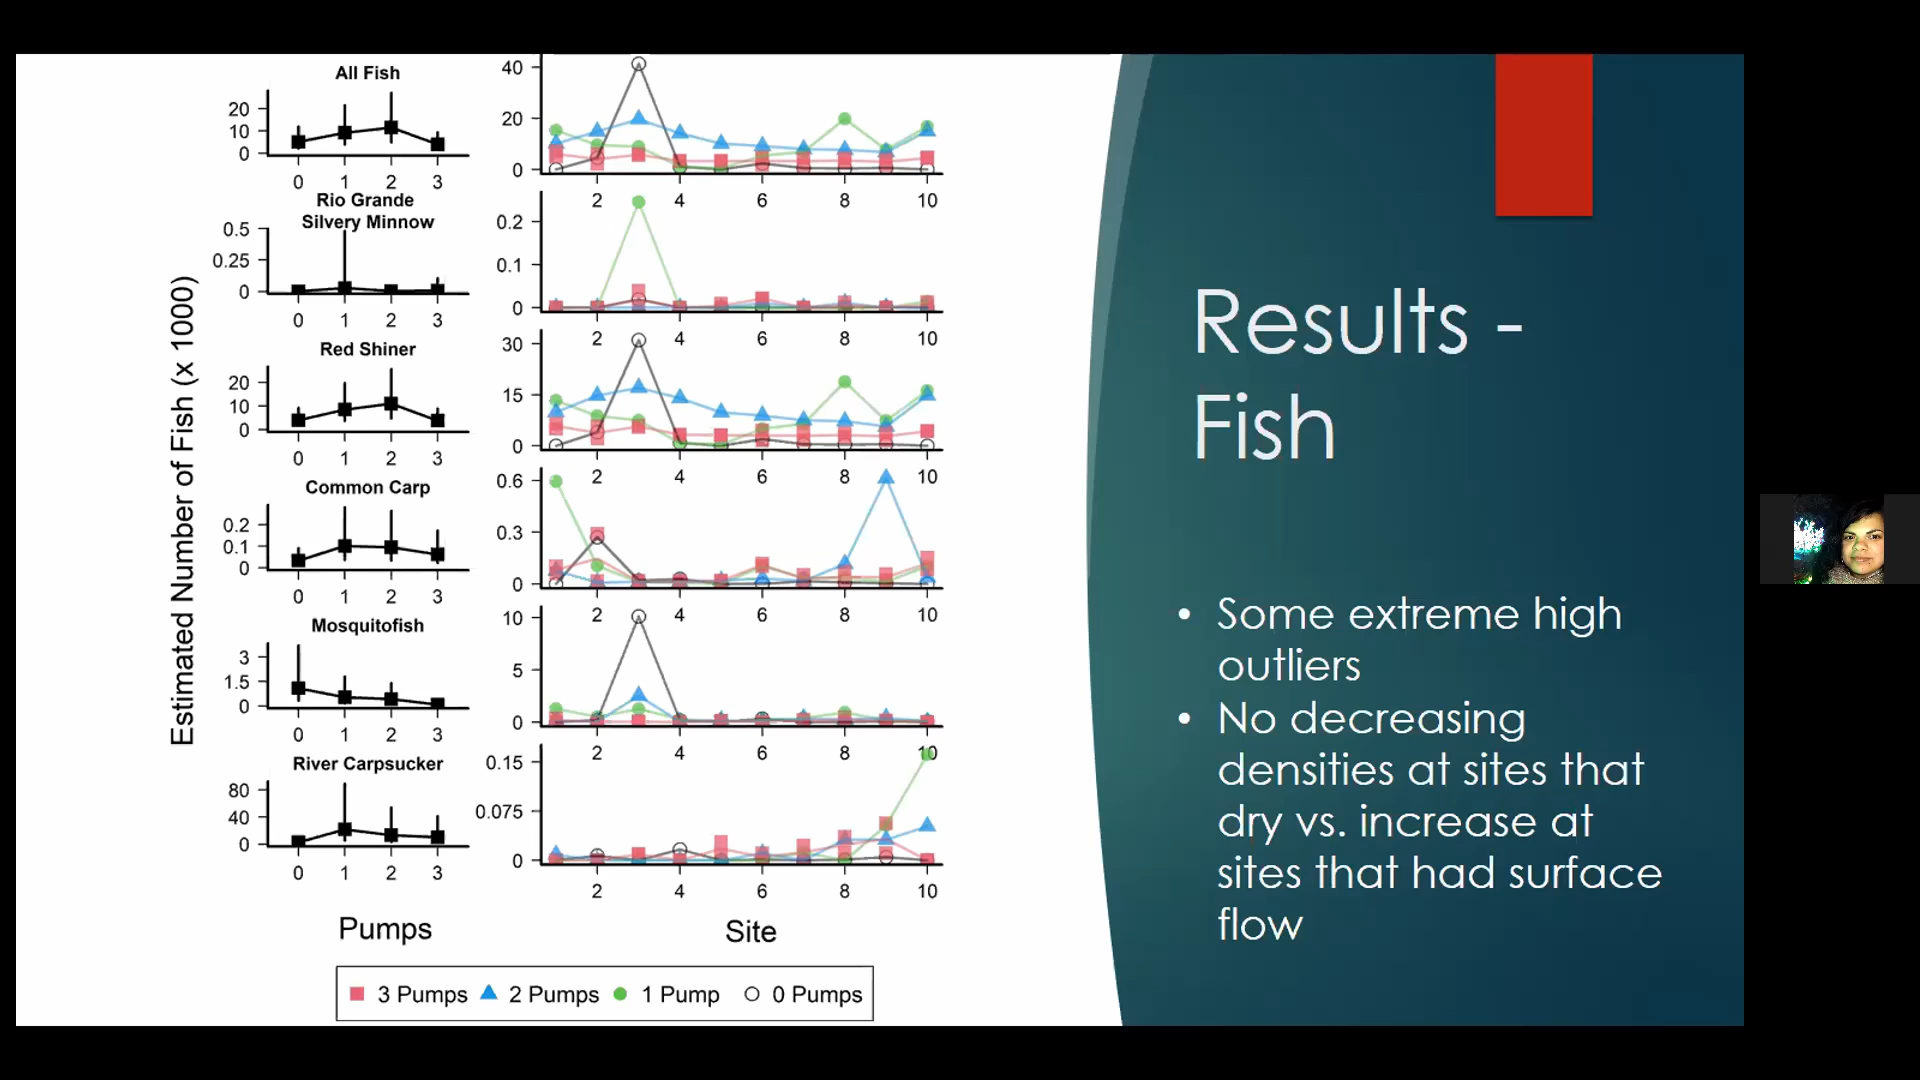 Estimated Number of Fish (x 1000)
All Fish
20
10
0
0 1 2 3
40
20
0
2 4 6 8 10
Rio Grande
Silvery Minnow
0.5
0.25
0
0 1 2 3
0.2
0.1
0
2 4 6 8 10
Red Shiner
20
10
0
0 1 2 3
30
15
0
2 4 6 8 10
Common Carp
0.2
0.1
0
0 1 2 3
0.6
0.3
0
2 4 6 8 10
Mosquitofish
3
1.5
0
0 1 2 3
10
5
0
2 4 6 8 10
River Carpsucker
80
40
0
0 1 2 3
0.15
0.075
0
2 4 6 8 10
Pumps
Site
3 Pumps 2 Pumps 1 Pump 0 Pumps
Results -
Fish
• Some extreme high
outliers
• No decreasing
densities at sites that
dry vs. increase at
sites that had surface
flow